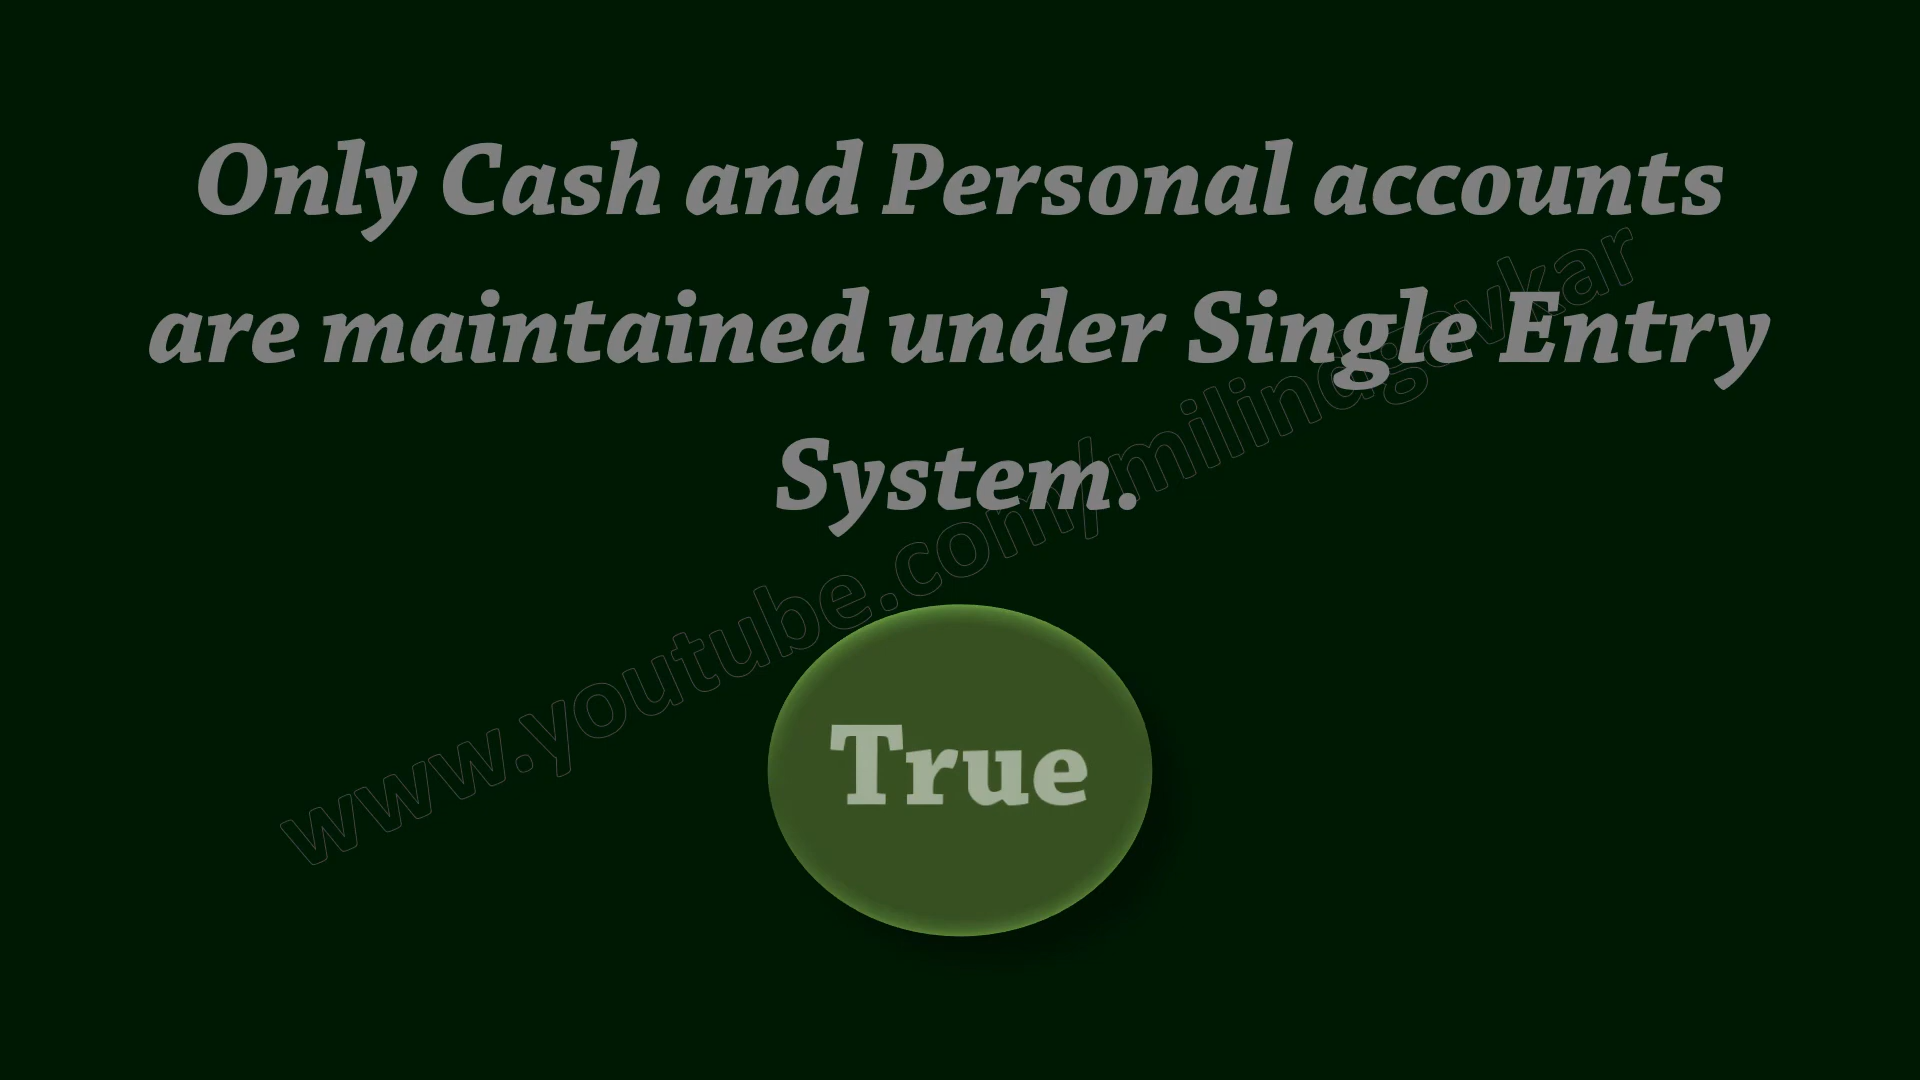 Only Cash and Personal accounts
are maintained under Single Entry
System.
www.youtube.com/milindgavkar
True